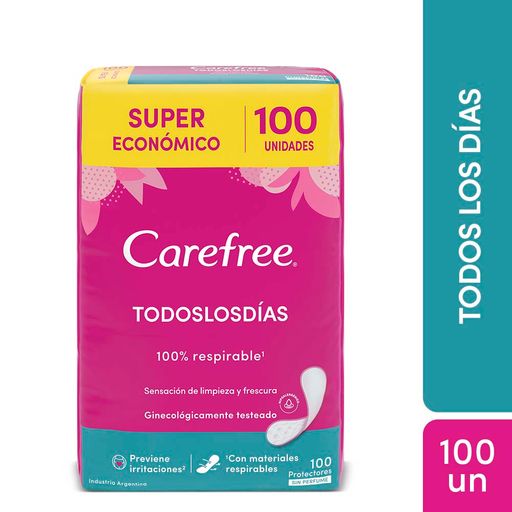 TODOSLOSDÍAS
SUPER
ECONÓMICO
100
UNIDADES
Carefree®
TODOSLOSDÍAS
100% respirable¹
Sensación de limpieza y frescura
Ginecológicamente testeado
Previene
irritaciones²
¹Con materiales
respirables
100
Protectores
SIN PERFUME
Industria Argentina
TODOS LOS DÍAS
100
un